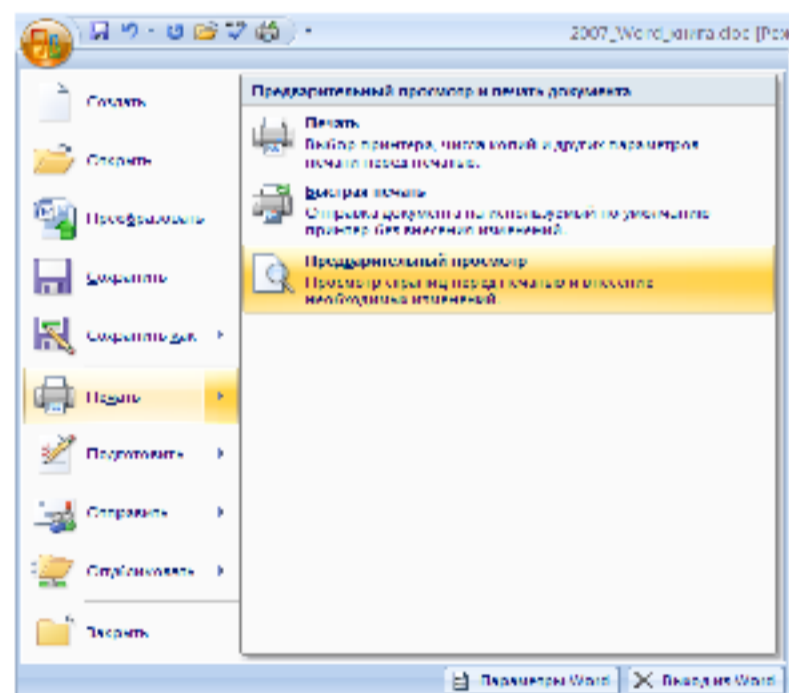 2007_Word_книга.doc [Реж
Создать
Открыть
Преобразовать
Сохранить
Сохранить как
Печать
Подготовить
Отправить
Опубликовать
Закрыть
Предварительный просмотр и печать документа
Печать
Выбор принтера, числа копий и других параметров
печати перед печатью.
Быстрая печать
Отправка документа на используемый по умолчанию
принтер без внесения изменений.
Предварительный просмотр
Просмотр страниц перед печатью и внесение
необходимых изменений.
Параметры Word
Выход из Word